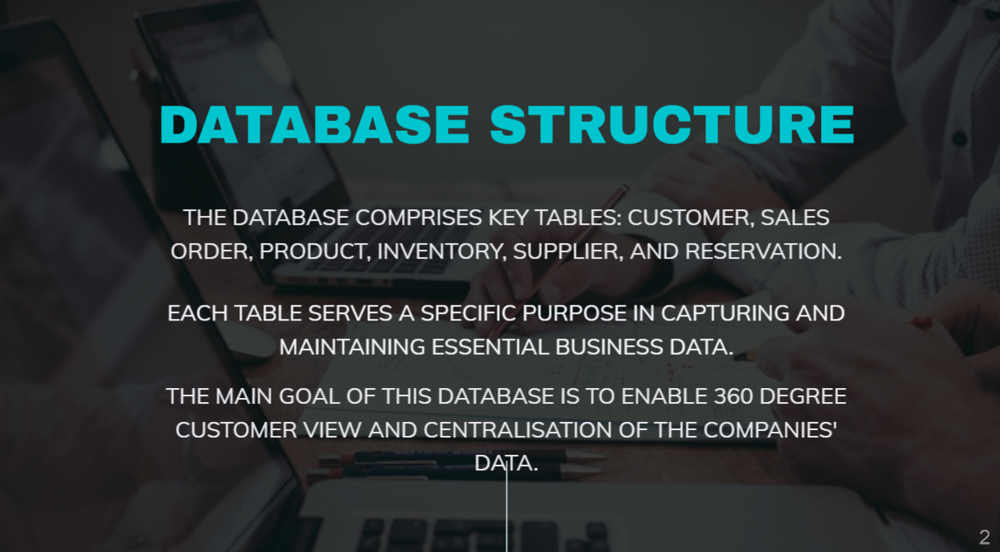 DATABASE STRUCTURE
THE DATABASE COMPRISES KEY TABLES: CUSTOMER, SALES
ORDER, PRODUCT, INVENTORY, SUPPLIER, AND RESERVATION.
EACH TABLE SERVES A SPECIFIC PURPOSE IN CAPTURING AND
MAINTAINING ESSENTIAL BUSINESS DATA.
THE MAIN GOAL OF THIS DATABASE IS TO ENABLE 360 DEGREE
CUSTOMER VIEW AND CENTRALISATION OF THE COMPANIES'
DATA.
2